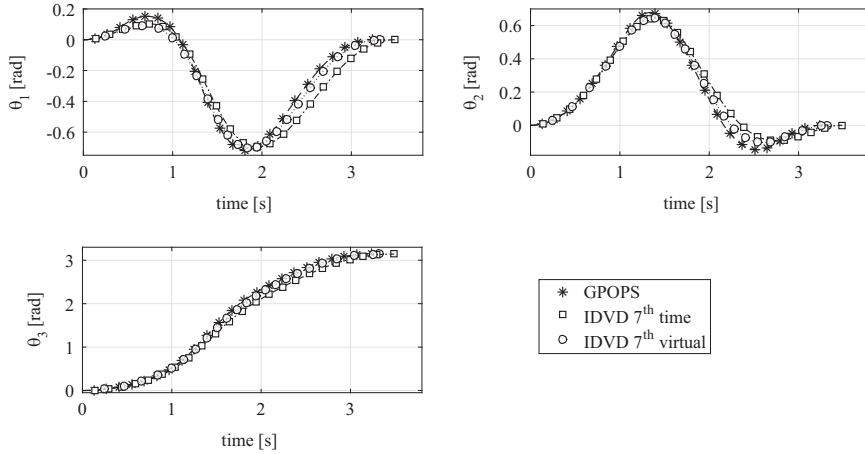 0.2
0
-0.2
-0.4
-0.6
θ1 [rad]
0 1 2 3
time [s]
0.6
0.4
0.2
0
θ2 [rad]
0 1 2 3
time [s]
3
2
1
0
θ3 [rad]
0 1 2 3
time [s]
GPOPS
IDVD 7th time
IDVD 7th virtual